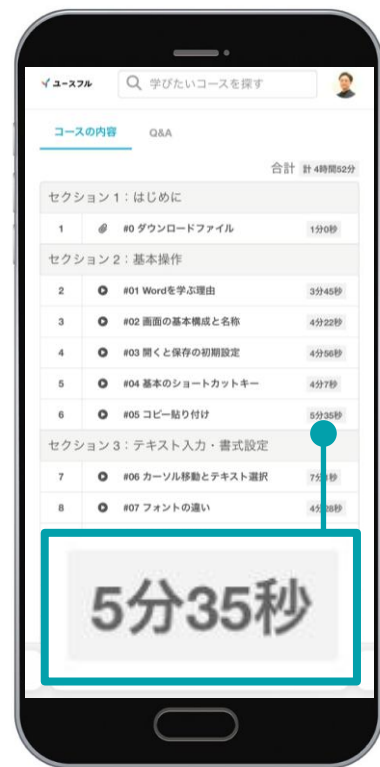 ユースフル
学びたいコースを探す
コースの内容 Q&A
合計 計 4時間52分
セクション 1:はじめに
1 #0 ダウンロードファイル 1分0秒
セクション 2:基本操作
2 #01 Wordを学ぶ理由 3分45秒
3 #02 画面の基本構成と名称 4分22秒
4 #03 開くと保存の初期設定 4分56秒
5 #04 基本のショートカットキー 4分7秒
6 #05 コピー貼り付け 5分35秒
セクション 3:テキスト入力・書式設定
7 #06 カーソル移動とテキスト選択
8 #07 フォントの違い
5分35秒